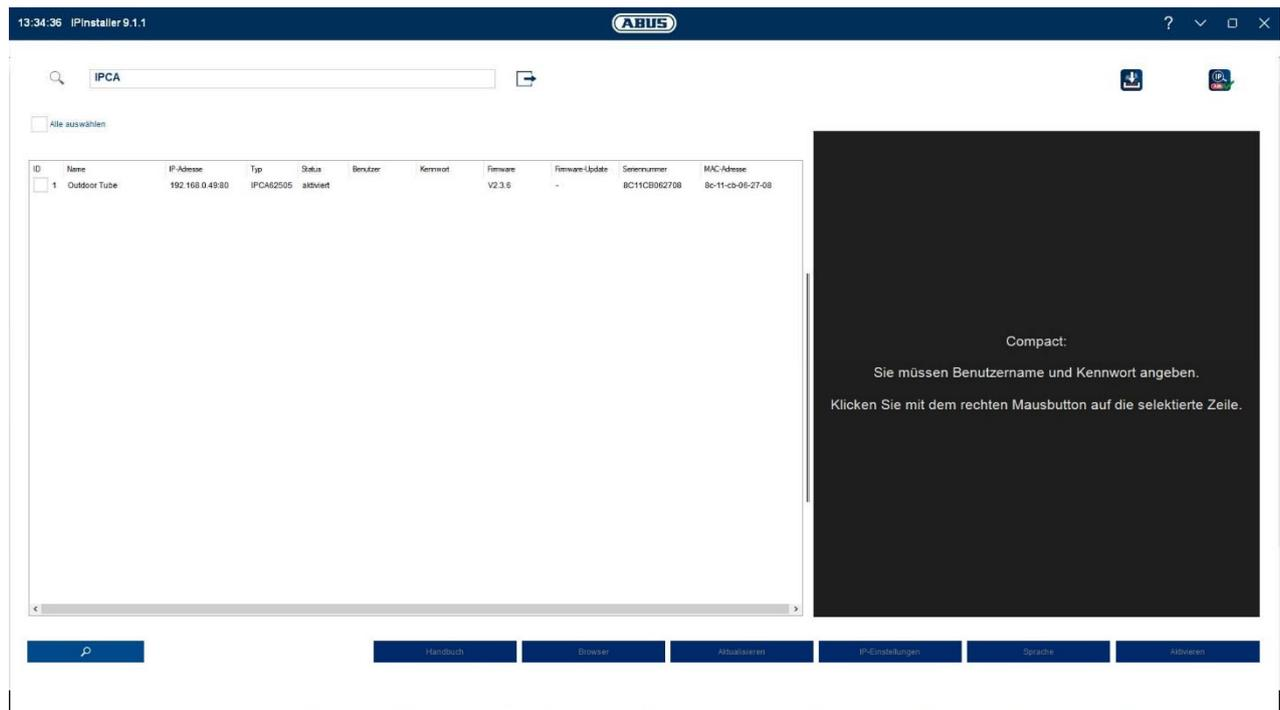 13:34:36 IPInstaller 9.1.1
ABUS
?
IPCA
Alle auswählen
ID Name IP-Adresse Typ Status Benutzer Kennwort Firmware Firmware-Update Seriennummer MAC-Adresse
1 Outdoor Tube 192.168.0.49:80 IPCA62505 aktiviert V2.3.6 - 8C11CB062708 8c-11-cb-06-27-08
Compact:
Sie müssen Benutzername und Kennwort angeben.
Klicken Sie mit dem rechten Mausbutton auf die selektierte Zeile.
Handbuch Browser Aktualisieren IP-Einstellungen Sprache Aktivieren